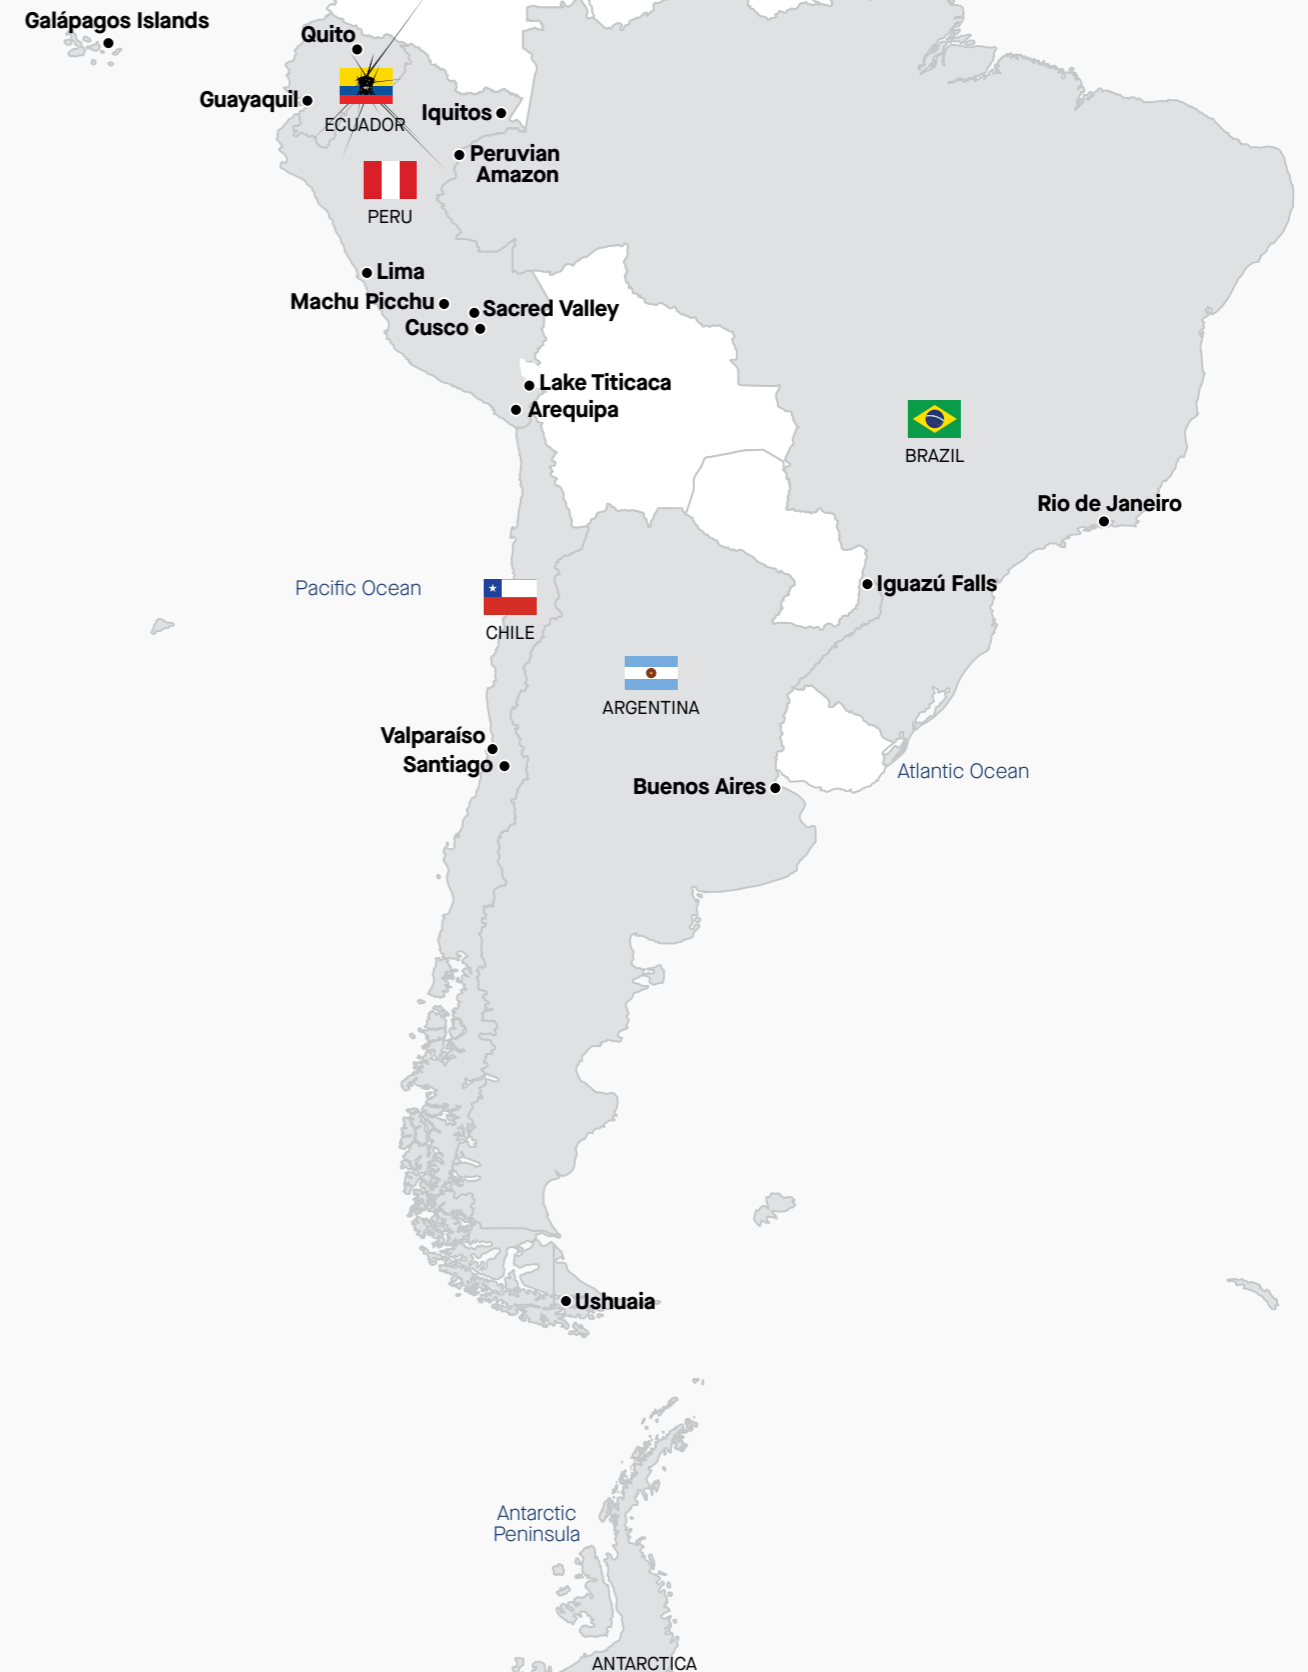 Galápagos Islands
Quito
Guayaquil
ECUADOR
Iquitos
Peruvian
Amazon
PERU
Lima
Machu Picchu
Sacred Valley
Cusco
Lake Titicaca
Arequipa
BRAZIL
Rio de Janeiro
Pacific Ocean
Iguazú Falls
CHILE
ARGENTINA
Valparaíso
Santiago
Atlantic Ocean
Buenos Aires
Ushuaia
Antarctic
Peninsula
ANTARCTICA